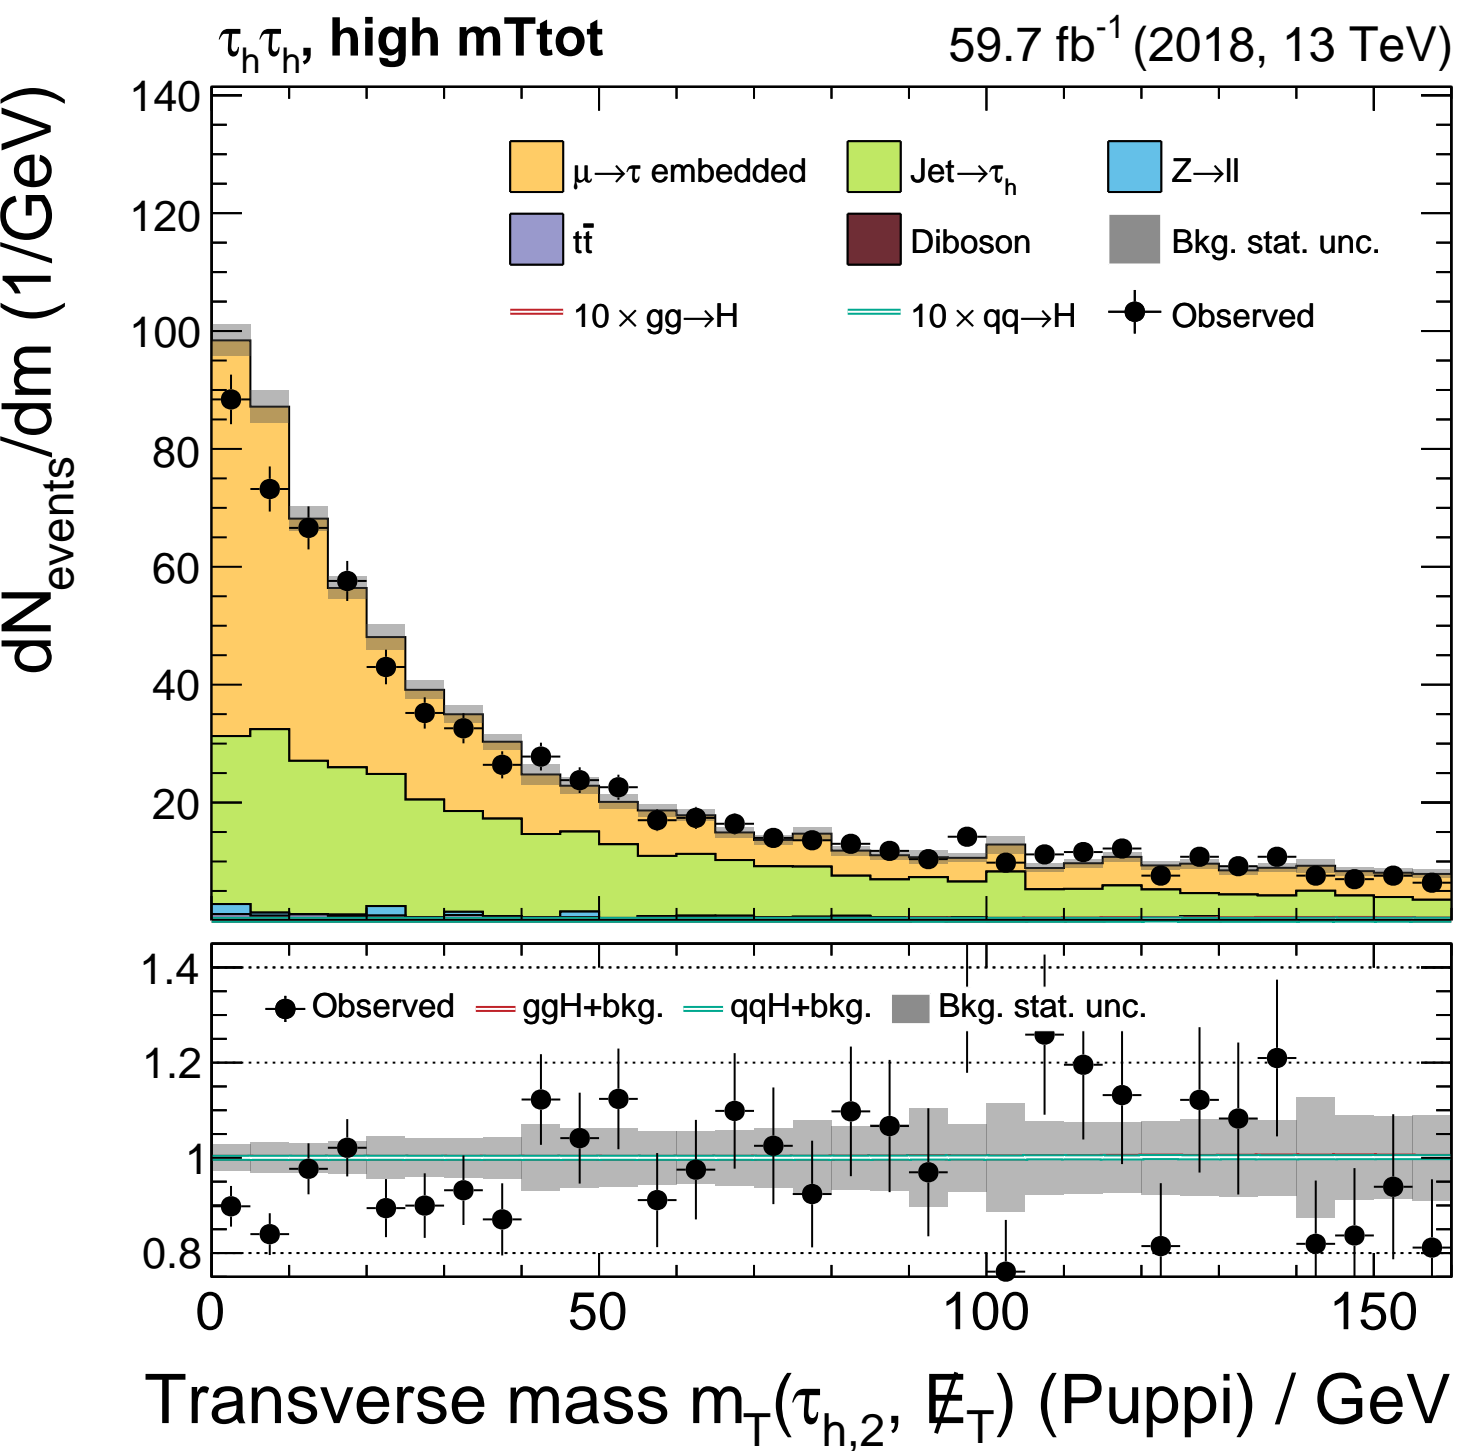 τhτh, high mTtot
59.7 fb-1 (2018, 13 TeV)
dNevents/dm (1/GeV)
140
120
100
80
60
40
20
μ→τ embedded
Jet→τh
Z→ll
tt̄
Diboson
Bkg. stat. unc.
10 × gg→H
10 × qq→H
Observed
1.4
1.2
1
0.8
Observed
ggH+bkg.
qqH+bkg.
Bkg. stat. unc.
0
50
100
150
Transverse mass mT(τh,2, E̸T) (Puppi) / GeV